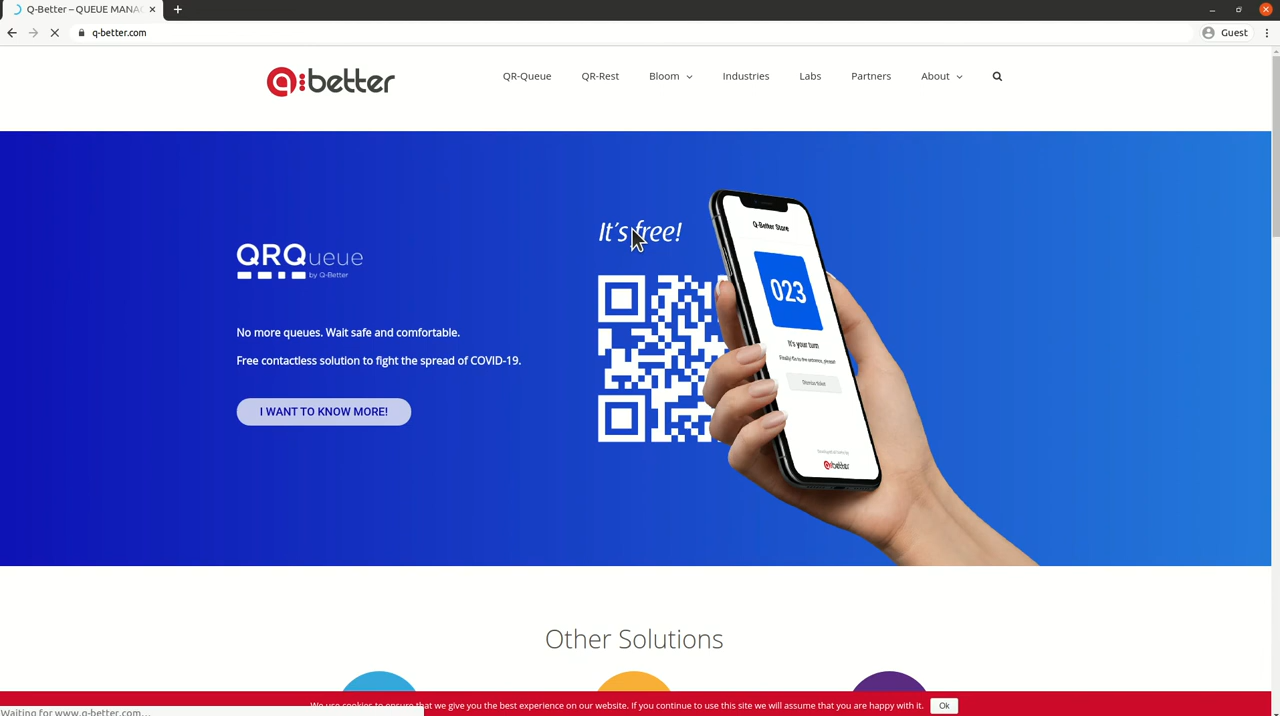 Q-Better – QUEUE MANA
q-better.com
Guest
q:better
QR-Queue
QR-Rest
Bloom
Industries
Labs
Partners
About
It's free!
Q-Better Store
023
It's your turn
QRQueue
by Q-Better
No more queues. Wait safe and comfortable.
Free contactless solution to fight the spread of COVID-19.
I WANT TO KNOW MORE!
Dismiss ticket
q:better
Other Solutions
We use cookies to ensure that we give you the best experience on our website. If you continue to use this site we will assume that you are happy with it.
Ok
Waiting for www.q-better.com...